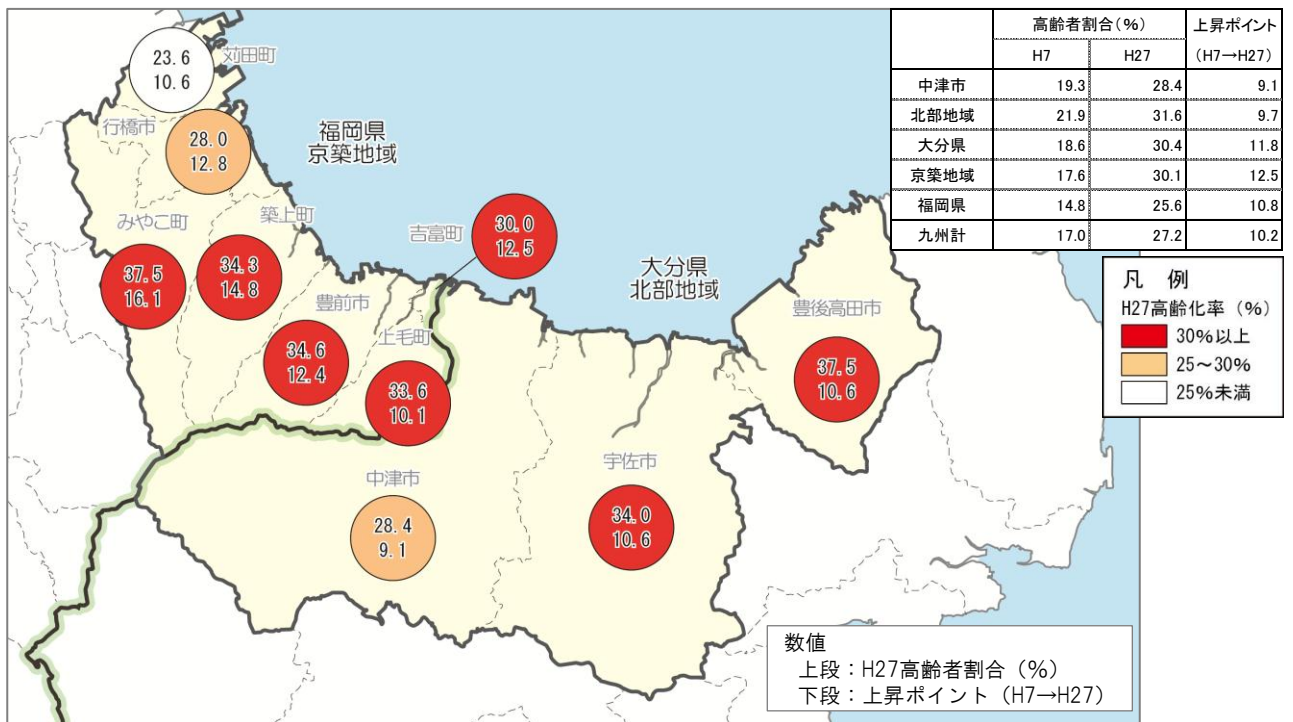 高齢者割合(%) 上昇ポイント
H7 H27 (H7→H27)
中津市 19.3 28.4 9.1
北部地域 21.9 31.6 9.7
大分県 18.6 30.4 11.8
京築地域 17.6 30.1 12.5
福岡県 14.8 25.6 10.8
九州計 17.0 27.2 10.2
凡 例
H27高齢化率 (%)
30%以上
25~30%
25%未満
23.6
10.6
苅田町
行橋市
28.0
12.8
福岡県
京築地域
みやこ町
37.5
16.1
築上町
34.3
14.8
吉富町
30.0
12.5
豊前市
34.6
12.4
上毛町
33.6
10.1
大分県
北部地域
豊後高田市
37.5
10.6
中津市
28.4
9.1
宇佐市
34.0
10.6
数値
上段:H27高齢者割合 (%)
下段:上昇ポイント (H7→H27)